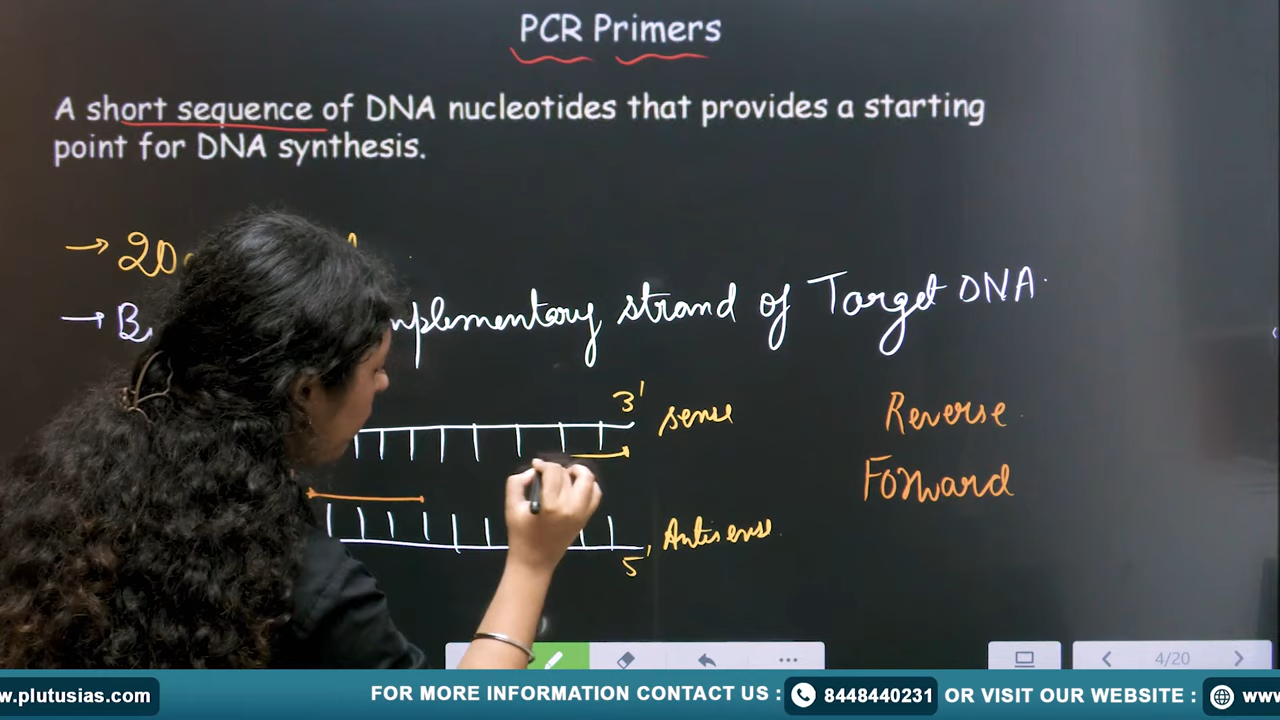 PCR Primers
A short sequence of DNA nucleotides that provides a starting
point for DNA synthesis.
→ 20
→ strand of Target DNA
3' sense
Reverse
Forward
5' Antisense
4/20
w.plutusias.com
FOR MORE INFORMATION CONTACT US : 8448440231 OR VISIT OUR WEBSITE :